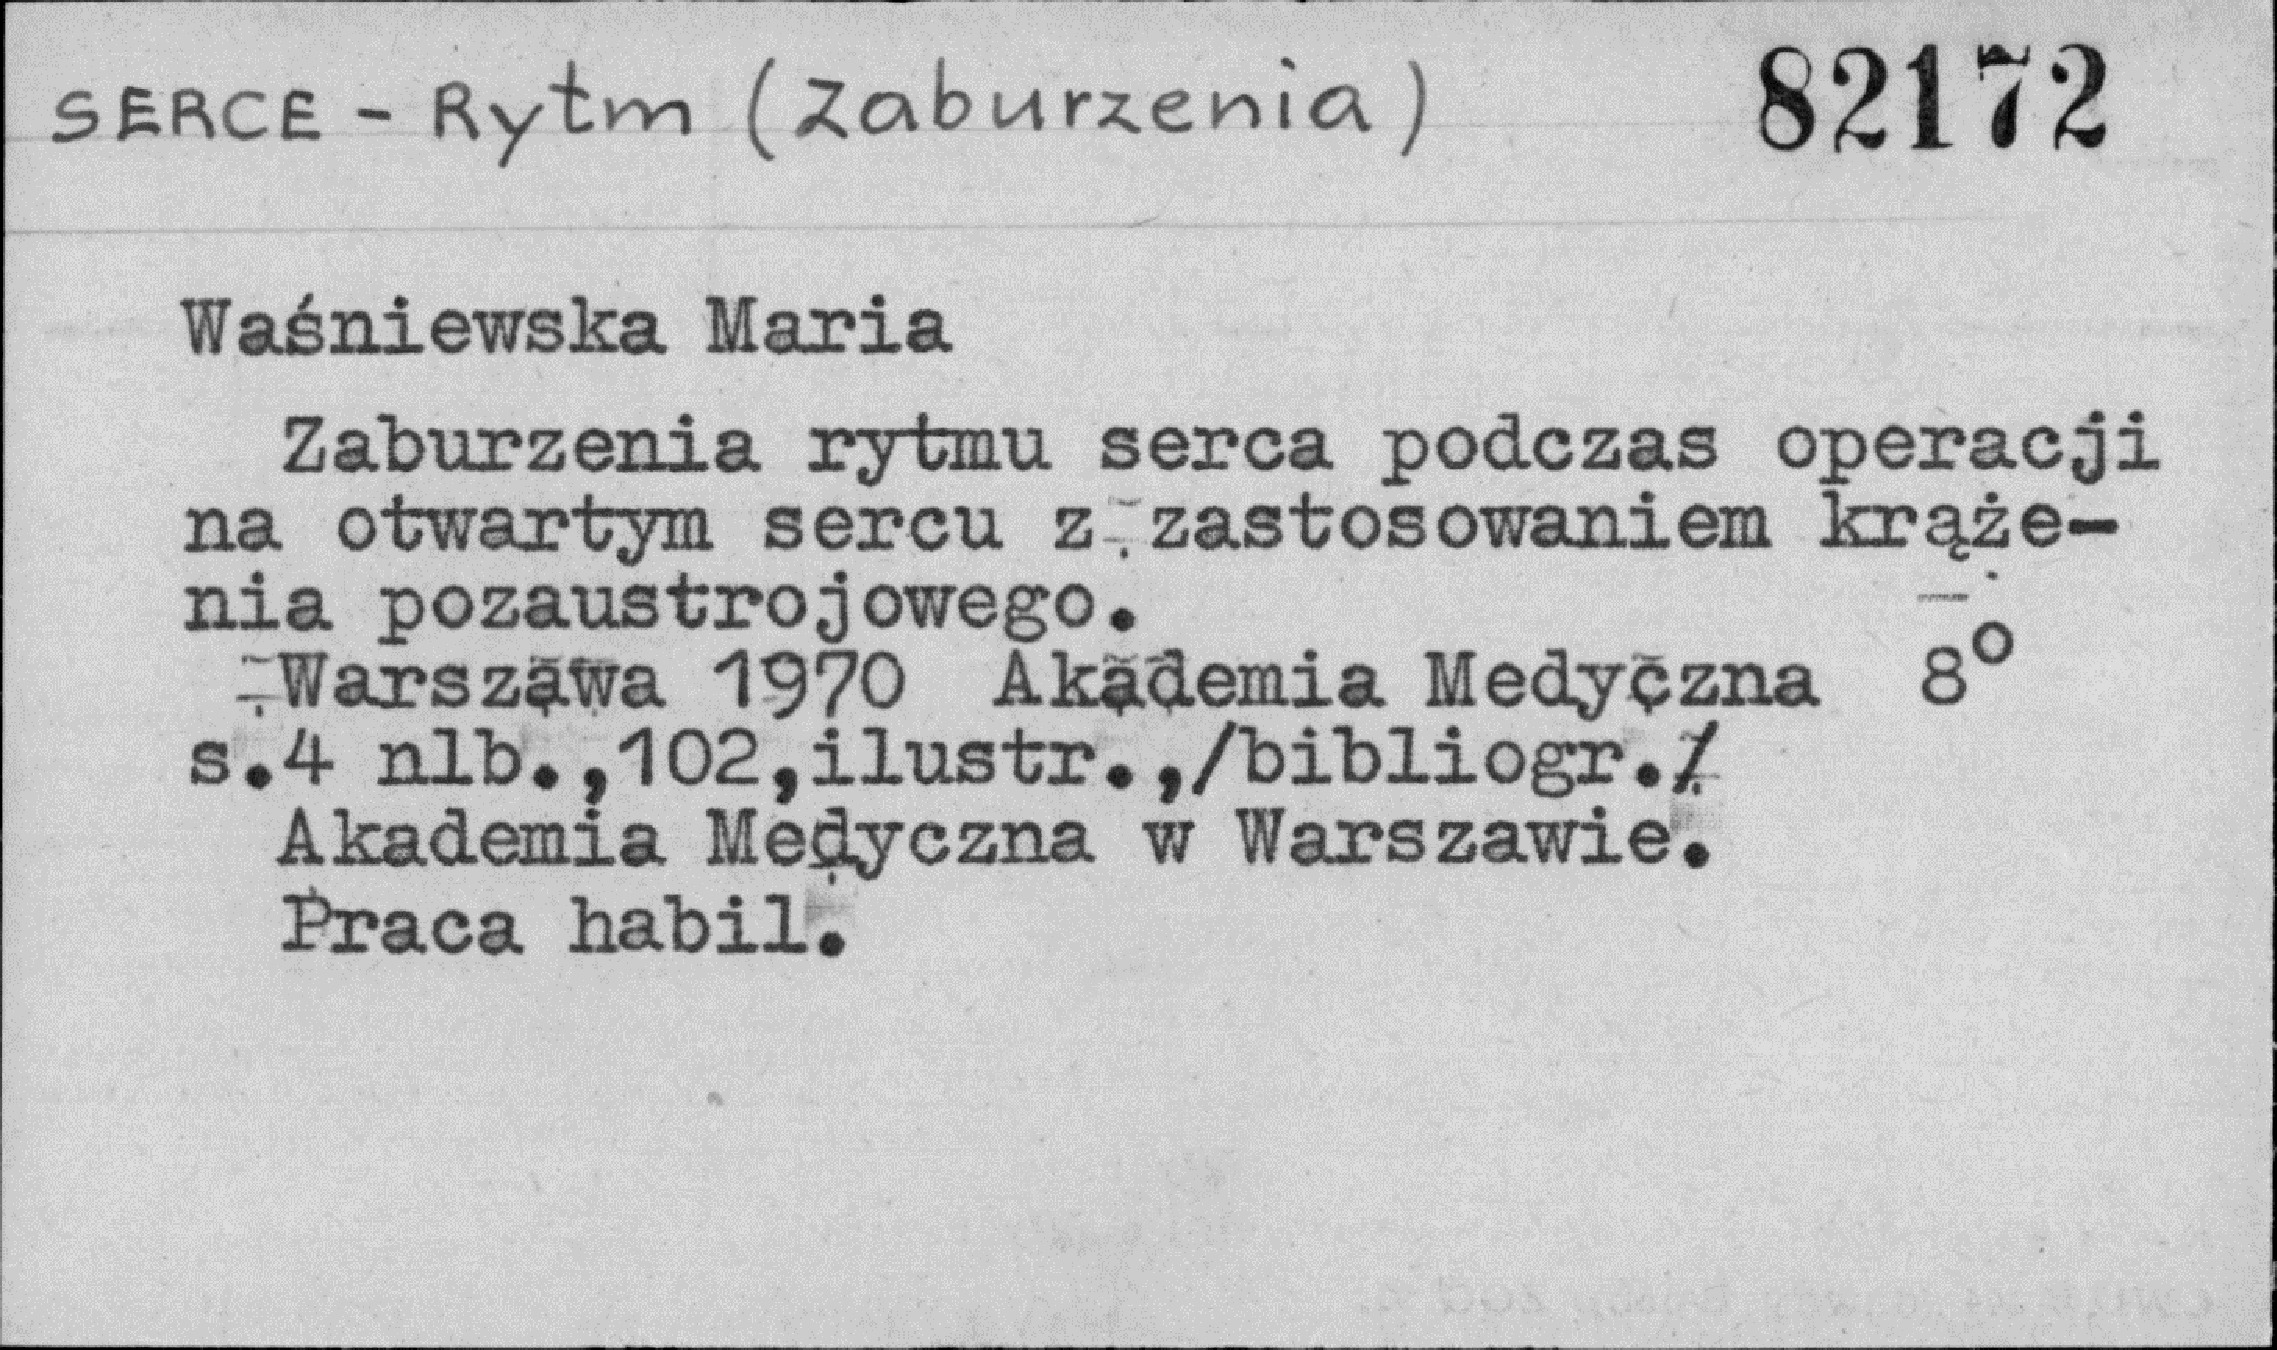 SERCE - Rytm (Zaburzenia) 82172
Waśniewska Maria
Zaburzenia rytmu serca podczas operacji
na otwartym sercu z zastosowaniem krąże-
nia pozaustrojowego.
Warszawa 1970 Akademia Medyczna 8°
s.4 nlb.,102,ilustr.,/bibliogr./
Akademia Medyczna w Warszawie.
Praca habil.